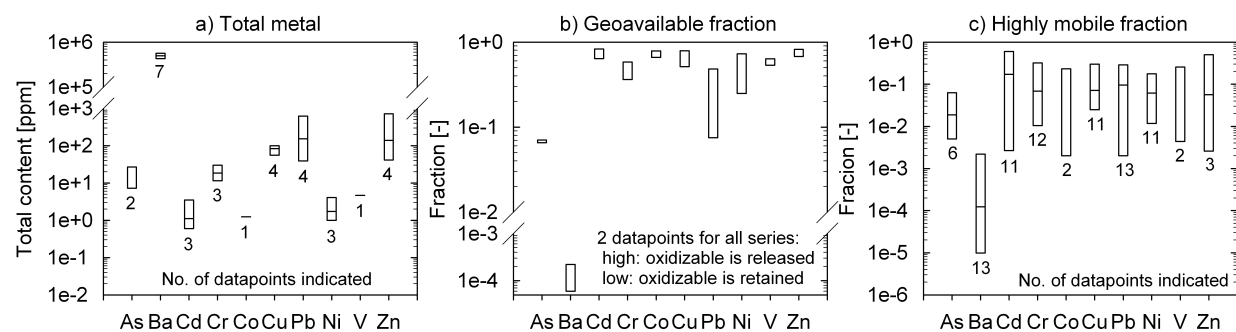 a) Total metal
Total content [ppm]
1e+6
1e+5
1e+3
1e+2
1e+1
1e+0
1e-1
1e-2
2
7
3
3
1
4
4
3
1
4
No. of datapoints indicated
As Ba Cd Cr Co Cu Pb Ni V Zn
b) Geoavailable fraction
Fraction [-]
1e+0
1e-1
1e-2
1e-3
1e-4
2 datapoints for all series:
high: oxidizable is released
low: oxidizable is retained
As Ba Cd Cr Co Cu Pb Ni V Zn
c) Highly mobile fraction
Fracion [-]
1e+0
1e-1
1e-2
1e-3
1e-4
1e-5
1e-6
6
13
11
12
2
11
13
11
2
3
No. of datapoints indicated
As Ba Cd Cr Co Cu Pb Ni V Zn